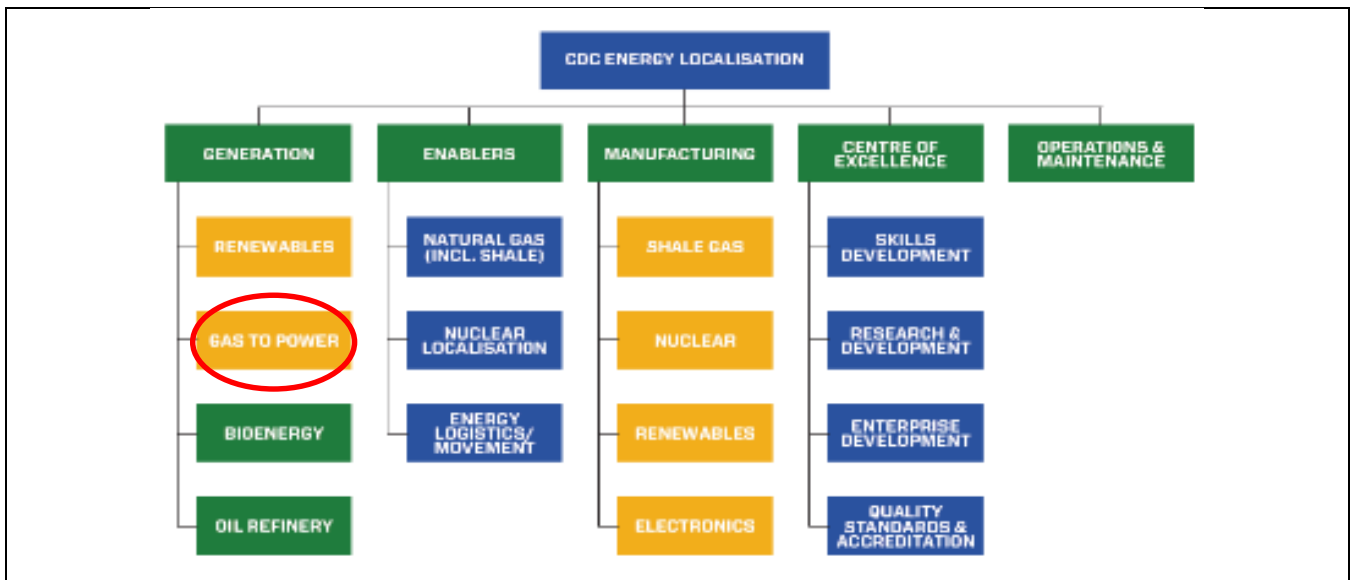 CDC ENERGY LOCALISATION
GENERATION
ENABLERS
MANUFACTURING
CENTRE OF
EXCELLENCE
OPERATIONS &
MAINTENANCE
RENEWABLES
NATURAL GAS
(INCL. SHALE)
SHALE GAS
SKILLS
DEVELOPMENT
GAS TO POWER
NUCLEAR
LOCALISATION
NUCLEAR
RESEARCH &
DEVELOPMENT
BIOENERGY
ENERGY
LOGISTICS/
MOVEMENT
RENEWABLES
ENTERPRISE
DEVELOPMENT
OIL REFINERY
ELECTRONICS
QUALITY
STANDARDS &
ACCREDITATION